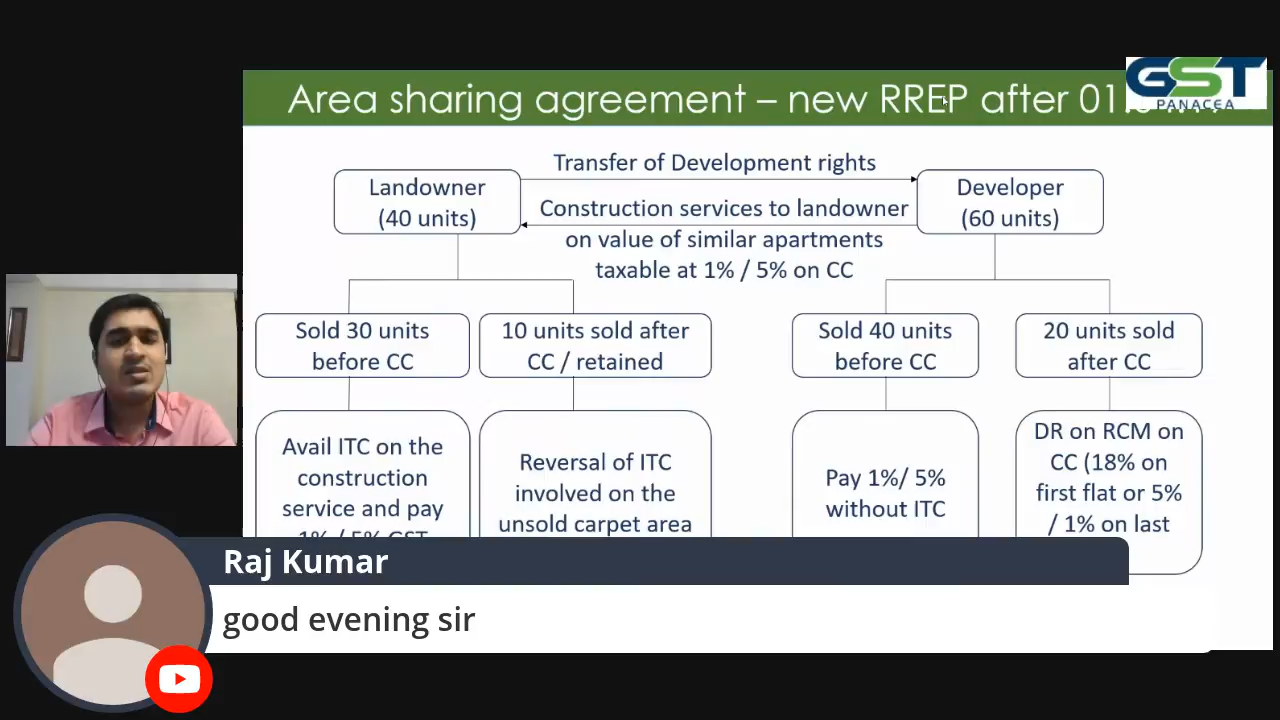 Area sharing agreement – new RREP after 01
GST
PANACEA
Transfer of Development rights
Landowner
(40 units)
Developer
(60 units)
Construction services to landowner
on value of similar apartments
taxable at 1% / 5% on CC
Sold 30 units
before CC
10 units sold after
CC / retained
Sold 40 units
before CC
20 units sold
after CC
Avail ITC on the
construction
service and pay
1% / 5% GST
Reversal of ITC
involved on the
unsold carpet area
Pay 1%/ 5%
without ITC
DR on RCM on
CC (18% on
first flat or 5%
/ 1% on last
Raj Kumar
good evening sir